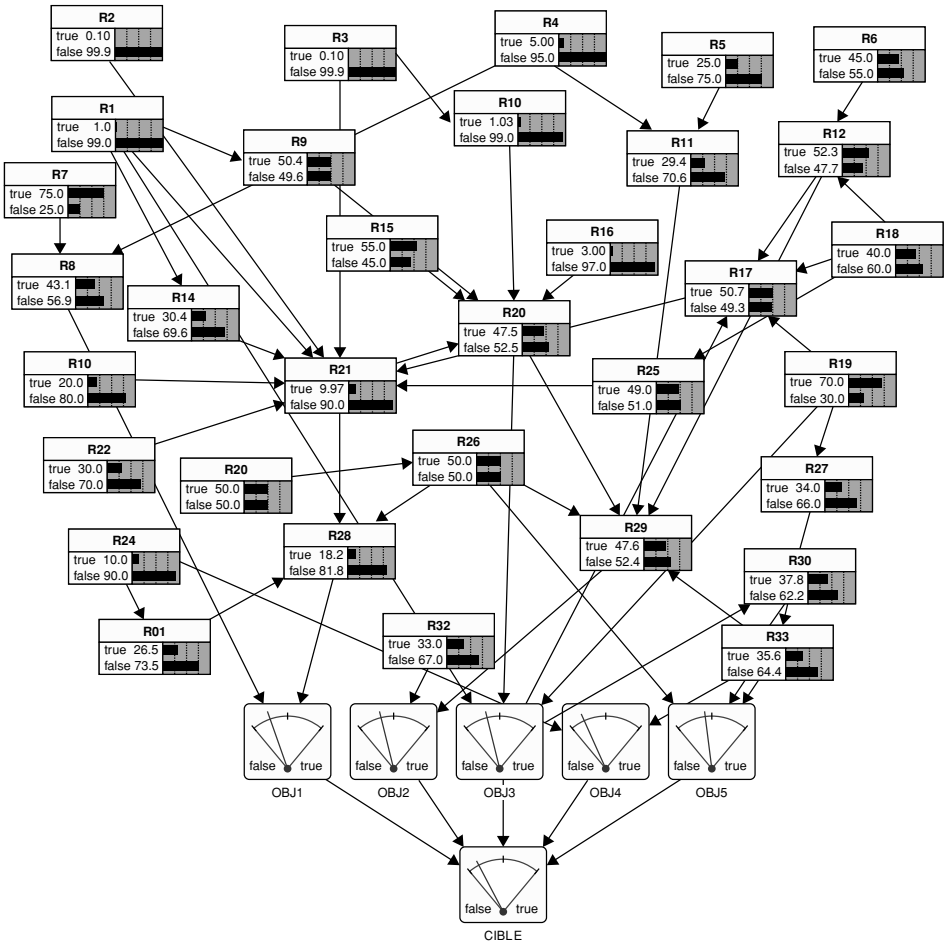 R2
true 0.10
false 99.9
R3
true 0.10
false 99.9
R4
true 5.00
false 95.0
R5
true 25.0
false 75.0
R6
true 45.0
false 55.0
R1
true 1.0
false 99.0
R10
true 1.03
false 99.0
R9
true 50.4
false 49.6
R11
true 29.4
false 70.6
R12
true 52.3
false 47.7
R7
true 75.0
false 25.0
R15
true 55.0
false 45.0
R16
true 3.00
false 97.0
R18
true 40.0
false 60.0
R8
true 43.1
false 56.9
R17
true 50.7
false 49.3
R14
true 30.4
false 69.6
R20
true 47.5
false 52.5
R10
true 20.0
false 80.0
R21
true 9.97
false 90.0
R25
true 49.0
false 51.0
R19
true 70.0
false 30.0
R22
true 30.0
false 70.0
R20
true 50.0
false 50.0
R26
true 50.0
false 50.0
R27
true 34.0
false 66.0
R24
true 10.0
false 90.0
R28
true 18.2
false 81.8
R29
true 47.6
false 52.4
R30
true 37.8
false 62.2
R01
true 26.5
false 73.5
R32
true 33.0
false 67.0
R33
true 35.6
false 64.4
false true
OBJ1
false true
OBJ2
false true
OBJ3
false true
OBJ4
false true
OBJ5
false true
CIBLE